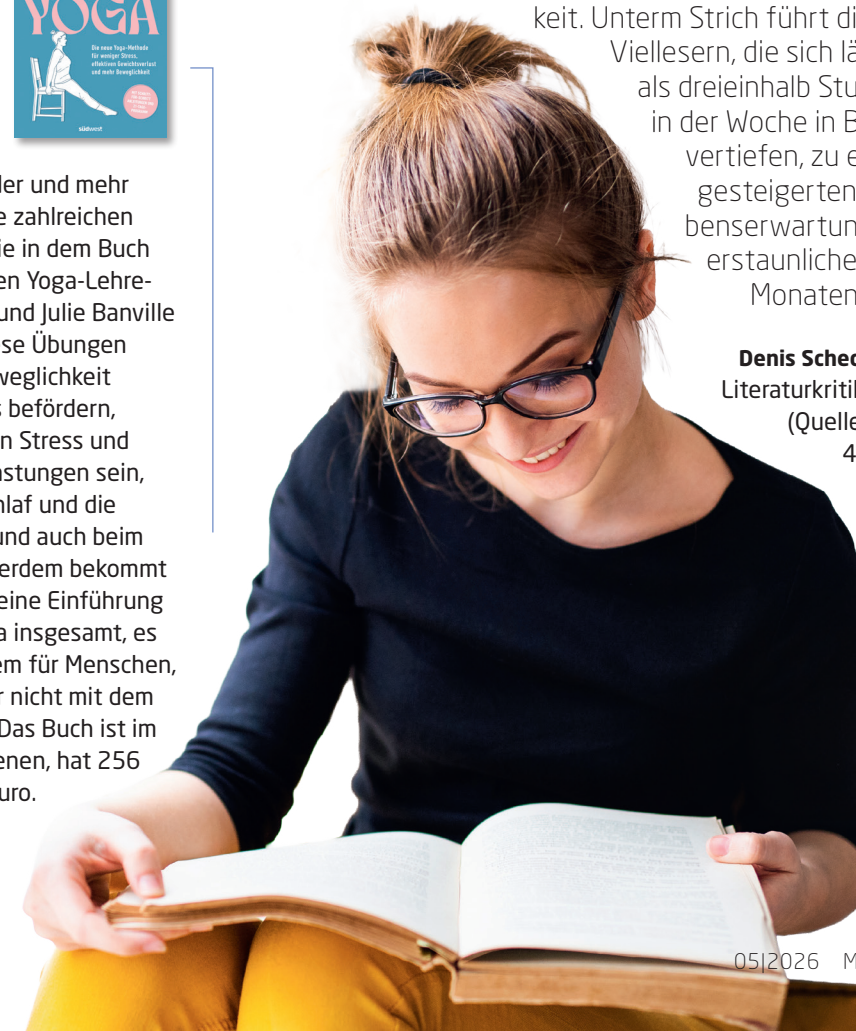 YOGA
Die neue Yoga-Methode
für weniger Stress,
effektiven Gewichtsverlust
und mehr Beweglichkeit
südwest
ler und mehr
e zahlreichen
ie in dem Buch
en Yoga-Lehre-
und Julie Banville
se Übungen
weglichkeit
s befördern,
n Stress und
astungen sein,
hlaf und die
und auch beim
erdem bekommt
eine Einführung
a insgesamt, es
em für Menschen,
r nicht mit dem
Das Buch ist im
enen, hat 256
uro.
keit. Unterm Strich führt di
Viellesern, die sich lä
als dreieinhalb Stu
in der Woche in B
vertiefen, zu e
gesteigerten
benserwartun
erstaunliche
Monaten
Denis Schec
Literaturkritik
(Quelle
4
05|2026 M